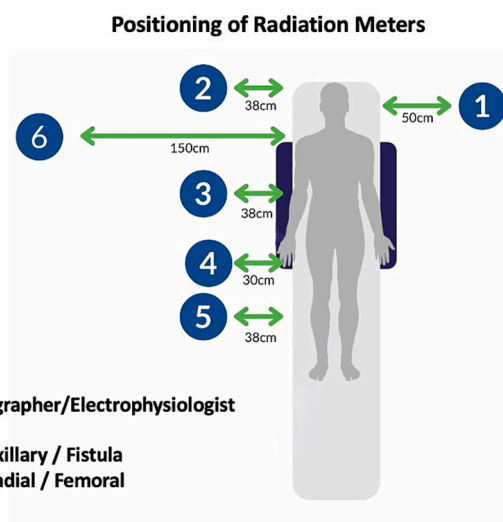 Positioning of Radiation Meters
2
38cm
1
50cm
6
150cm
3
38cm
4
30cm
5
38cm
grapher/Electrophysiologist
xillary / Fistula
adial / Femoral